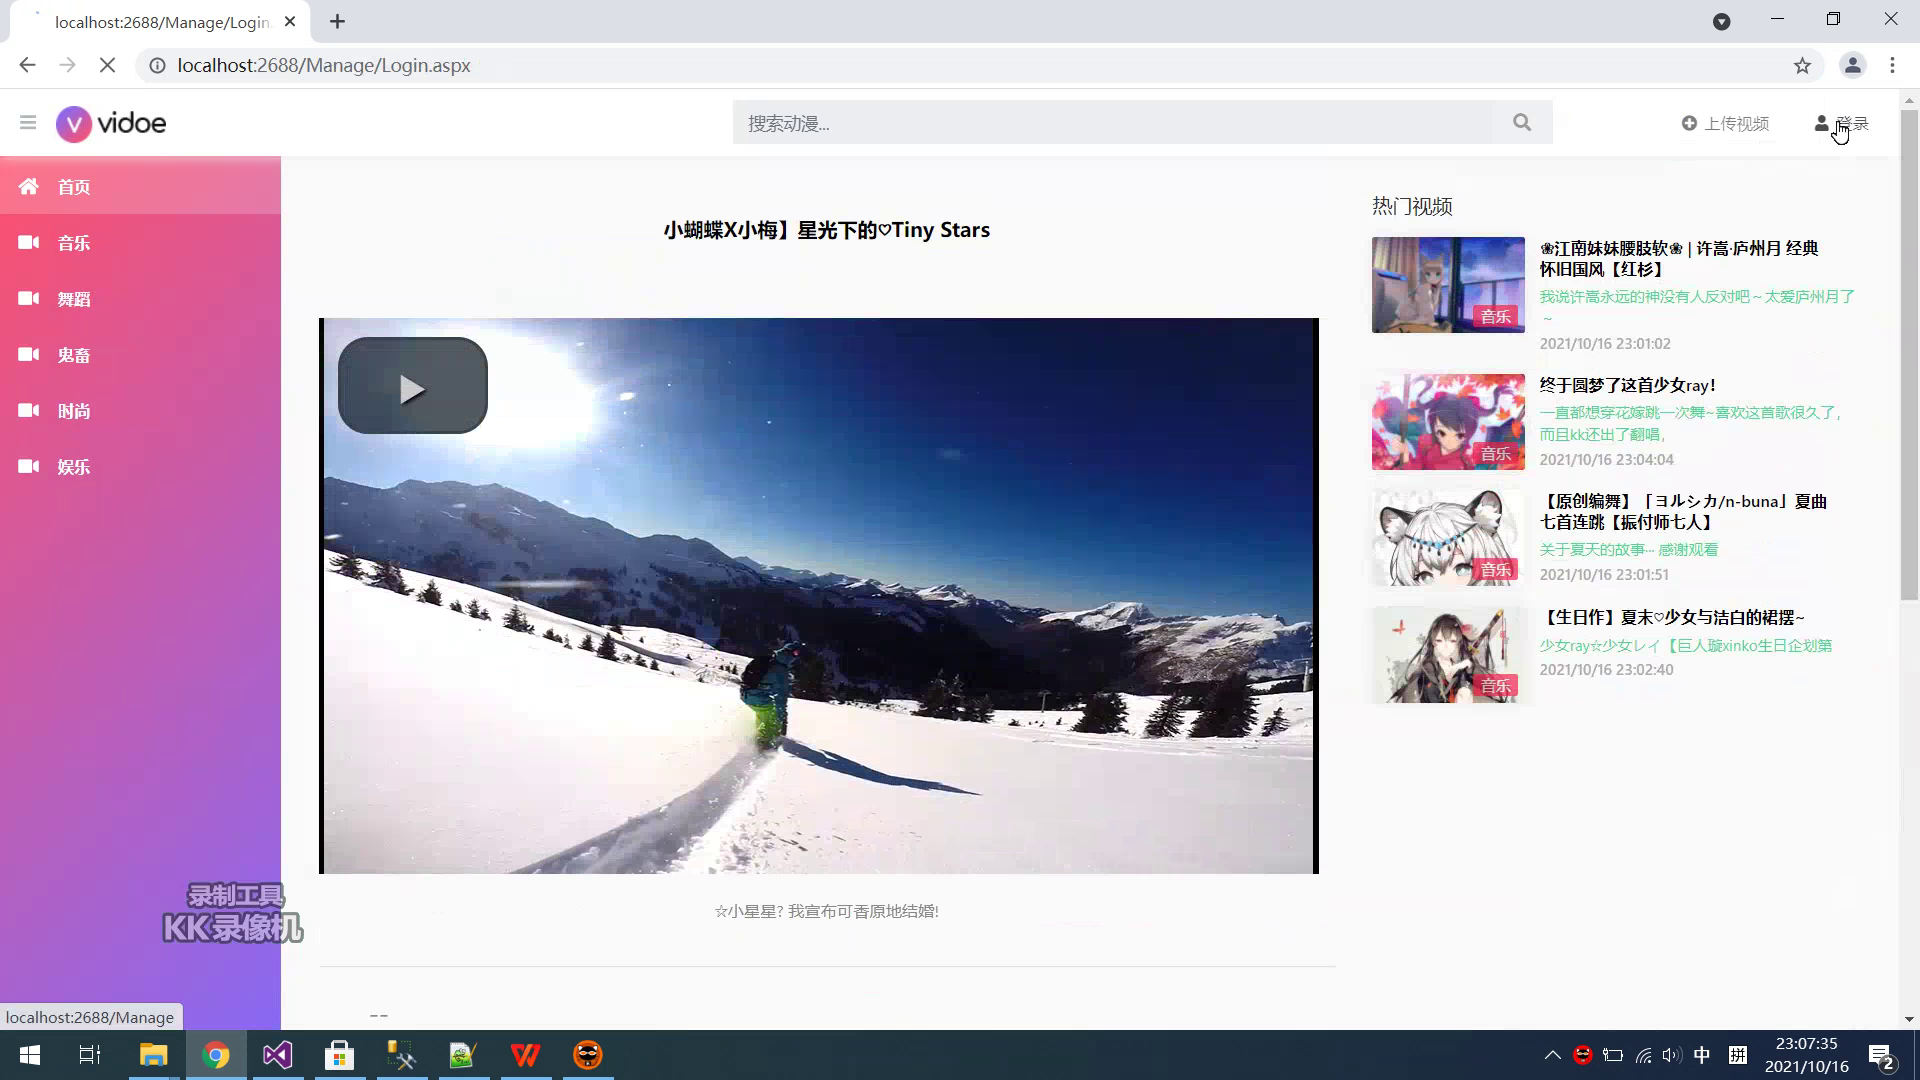 localhost:2688/Manage/Login.
localhost:2688/Manage/Login.aspx
vidoe
搜索动漫...
上传视频
登录
首页
音乐
舞蹈
鬼畜
时尚
娱乐
小蝴蝶X小梅】星光下的♡Tiny Stars
☆小星星? 我宣布可香原地结婚!
--
热门视频
❀江南妹妹腰肢软❀ | 许嵩·庐州月 经典
怀旧国风【红杉】
我说许嵩永远的神没有人反对吧～太爱庐州月了
～
音乐
2021/10/16 23:01:02
终于圆梦了这首少女ray！
一直都想穿花嫁跳一次舞~喜欢这首歌很久了，
而且kk还出了翻唱，
音乐
2021/10/16 23:04:04
【原创编舞】「ヨルシカ/n-buna」夏曲
七首连跳【振付师七人】
关于夏天的故事... 感谢观看
音乐
2021/10/16 23:01:51
【生日作】夏末♡少女与洁白的裙摆~
少女ray☆少女レイ【巨人璇xinko生日企划第
音乐
2021/10/16 23:02:40
录制工具
KK录像机
localhost:2688/Manage
中
拼
23:07:35
2021/10/16
2